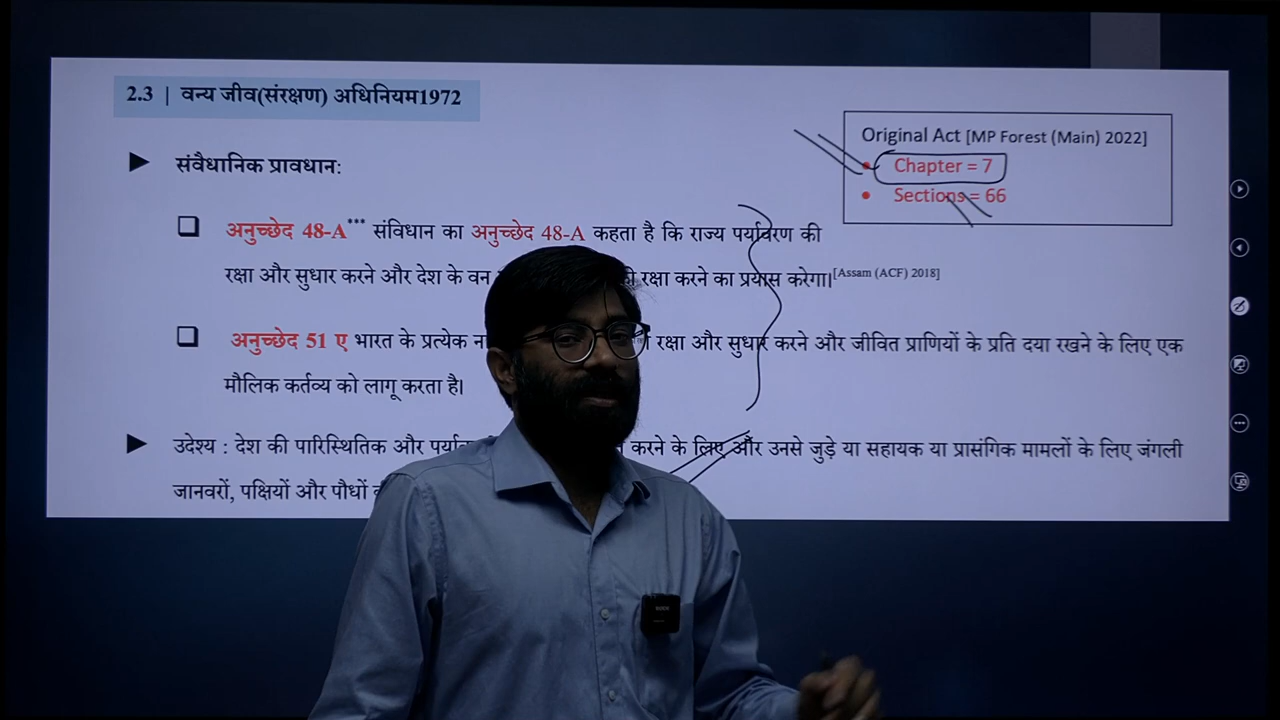 2.3 | वन्य जीव(संरक्षण) अधिनियम1972
Original Act [MP Forest (Main) 2022]
• Chapter = 7
• Sections = 66
► संवैधानिक प्रावधान:
❑ अनुच्छेद 48-A*** संविधान का अनुच्छेद 48-A कहता है कि राज्य पर्यावरण की
रक्षा और सुधार करने और देश के वन रक्षा करने का प्रयास करेगा।[Assam (ACF) 2018]
❑ अनुच्छेद 51 ए भारत के प्रत्येक रक्षा और सुधार करने और जीवित प्राणियों के प्रति दया रखने के लिए एक
मौलिक कर्तव्य को लागू करता है।
► उदेश्य : देश की पारिस्थितिक और करने के लिए और उनसे जुड़े या सहायक या प्रासंगिक मामलों के लिए जंगली
जानवरों, पक्षियों और पौधों